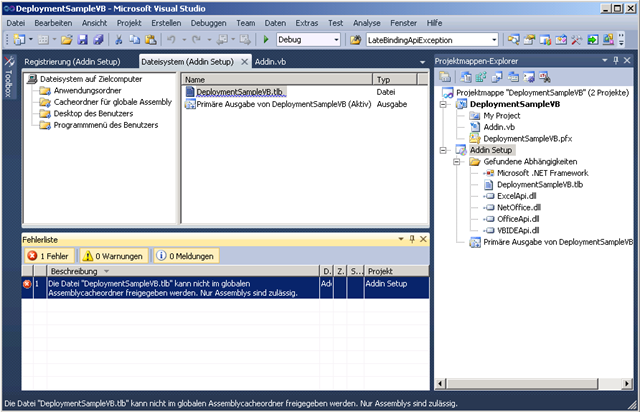 DeploymentSampleVB - Microsoft Visual Studio
Datei Bearbeiten Ansicht Projekt Erstellen Debuggen Team Daten Extras Test Analyse Fenster Hilfe
Debug LateBindingApiException
Toolbox
Registrierung (Addin Setup) Dateisystem (Addin Setup) Addin.vb
Dateisystem auf Zielcomputer
Anwendungsordner
Cacheordner für globale Assembly
Desktop des Benutzers
Programmmenü des Benutzers
Name Typ
DeploymentSampleVB.tlb Datei
Primäre Ausgabe von DeploymentSampleVB (Aktiv) Ausgabe
Fehlerliste
1 Fehler 0 Warnungen 0 Meldungen
Beschreibung D. Z. S... Projekt
1 Die Datei "DeploymentSampleVB.tlb" kann nicht im globalen Add Addin Setup
Assemblycacheordner freigegeben werden. Nur Assemblys sind zulässig.
Projektmappen-Explorer
Projektmappe "DeploymentSampleVB" (2 Projekte)
DeploymentSampleVB
My Project
Addin.vb
DeploymentSampleVB.pfx
Addin Setup
Gefundene Abhängigkeiten
Microsoft .NET Framework
DeploymentSampleVB.tlb
ExcelApi.dll
NetOffice.dll
OfficeApi.dll
VBIDEApi.dll
Primäre Ausgabe von DeploymentSampleVB
Die Datei "DeploymentSampleVB.tlb" kann nicht im globalen Assemblycacheordner freigegeben werden. Nur Assemblys sind zulässig.